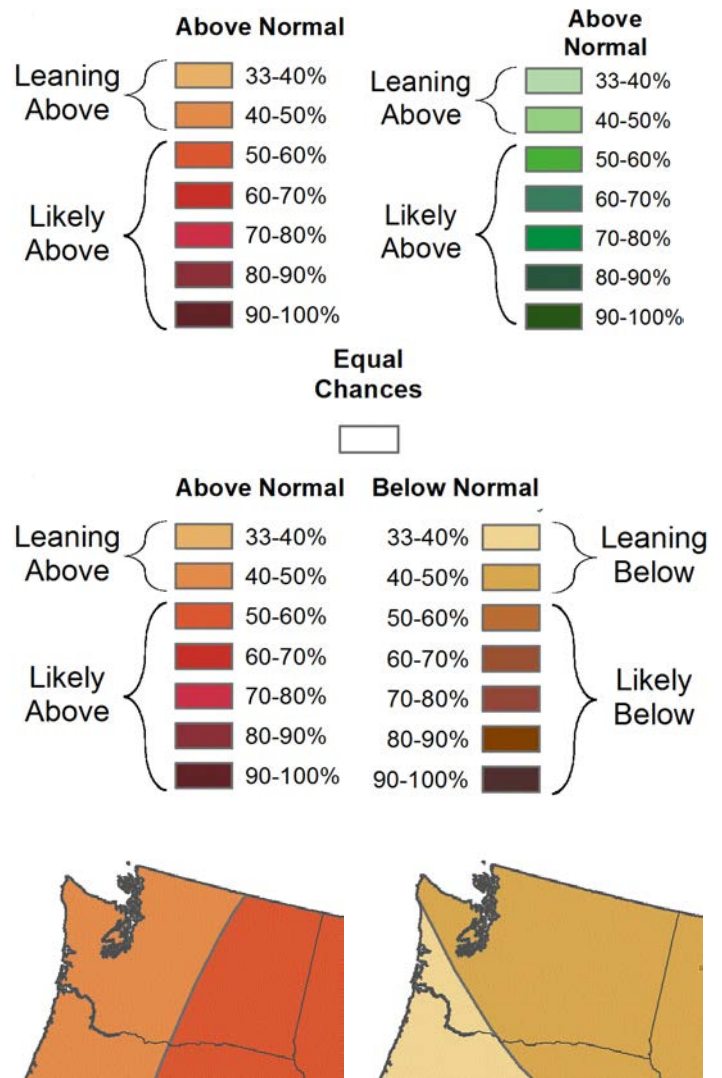 Above Normal
Leaning Above
33-40%
40-50%
Likely Above
50-60%
60-70%
70-80%
80-90%
90-100%
Above
Normal
Leaning
Above
33-40%
40-50%
Likely
Above
50-60%
60-70%
70-80%
80-90%
90-100%
Equal
Chances
Above Normal
Leaning
Above
33-40%
40-50%
Likely
Above
50-60%
60-70%
70-80%
80-90%
90-100%
Below Normal
33-40%
40-50%
Leaning
Below
50-60%
60-70%
70-80%
80-90%
90-100%
Likely
Below